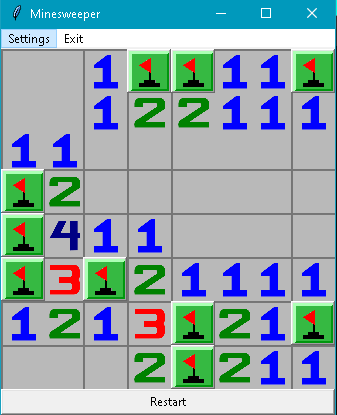 Minesweeper
Settings Exit
1 1 1
1 2 2 1 1 1
1 1
2
4 1 1
3 2 1 1 1 1
1 2 1 3 2 1
2 2 1 1
Restart